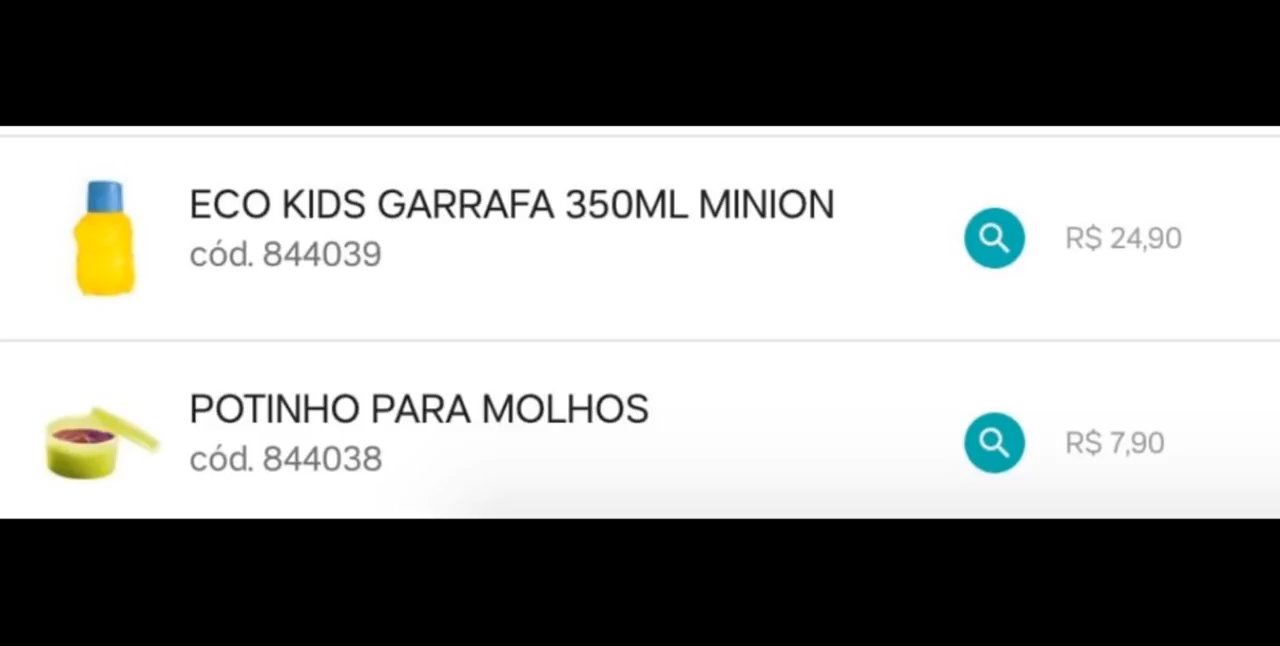 ECO KIDS GARRAFA 350ML MINION
cód. 844039
R$ 24,90
POTINHO PARA MOLHOS
cód. 844038
R$ 7,90